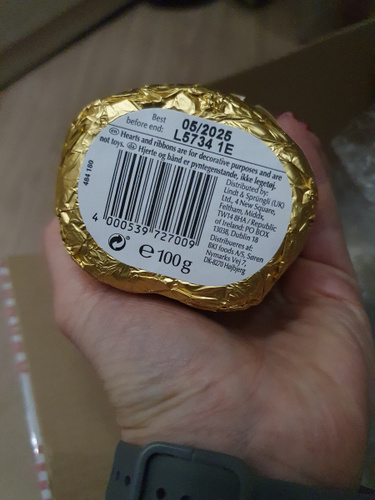 Best
before end:
05/2025
L5734 1E
EN Hearts and ribbons are for decorative purposes and are
not toys. DA Hjerte og bånd er pyntegenstande, ikke legetøj.
484 180
4 000539 727009
℮ 100g
Distributed by:
Lindt & Sprüngli (UK)
Ltd., 4 New Square,
Feltham, Middx,
TW14 8HA / Republic
of Ireland: PO BOX
13038, Dublin 18
Distribueres af:
BKI foods A/S, Søren
Nymarks Vej 7,
DK-8270 Højbjerg